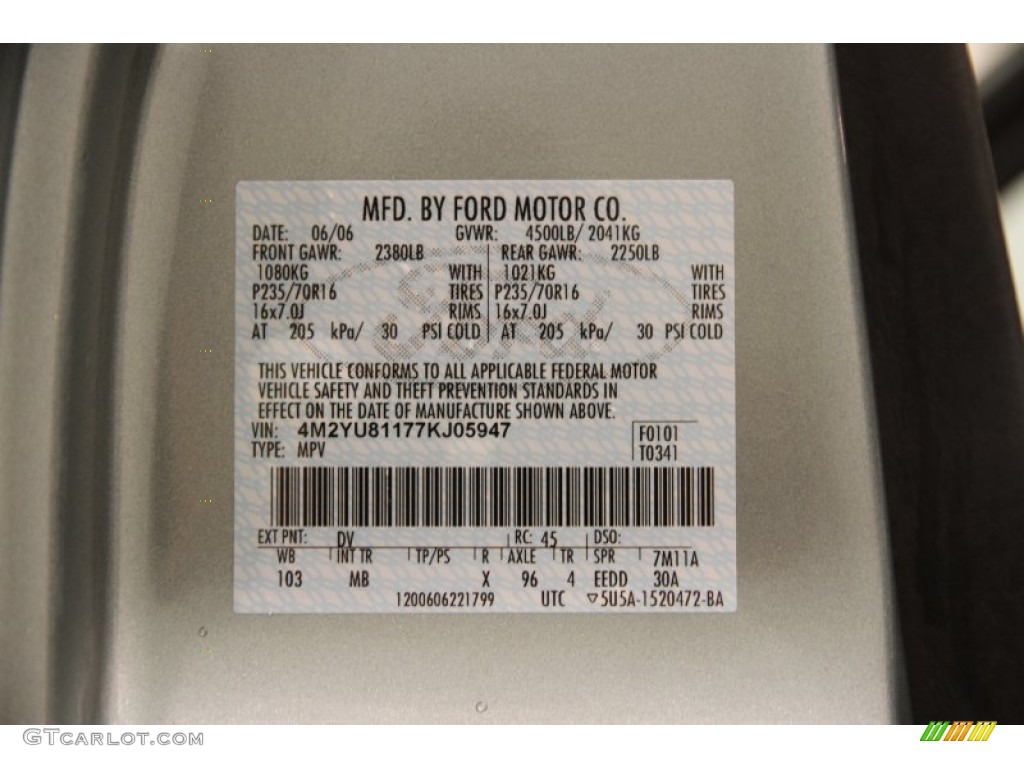 MFD. BY FORD MOTOR CO.
DATE: 06/06 GVWR: 4500LB/ 2041KG
FRONT GAWR: 2380LB REAR GAWR: 2250LB
1080KG WITH 1021KG WITH
P235/70R16 TIRES P235/70R16 TIRES
16x7.0J RIMS 16x7.0J RIMS
AT 205 kPa/ 30 PSI COLD AT 205 kPa/ 30 PSI COLD
THIS VEHICLE CONFORMS TO ALL APPLICABLE FEDERAL MOTOR
VEHICLE SAFETY AND THEFT PREVENTION STANDARDS IN
EFFECT ON THE DATE OF MANUFACTURE SHOWN ABOVE.
VIN: 4M2YU81177KJ05947 F0101
TYPE: MPV T0341
EXT PNT: DV RC: 45 DSO:
WB INT TR TP/PS R AXLE TR SPR 7M11A
103 MB X 96 4 EEDD 30A
1200606221799 UTC ▽5U5A-1520472-BA
GTCARLOT.COM